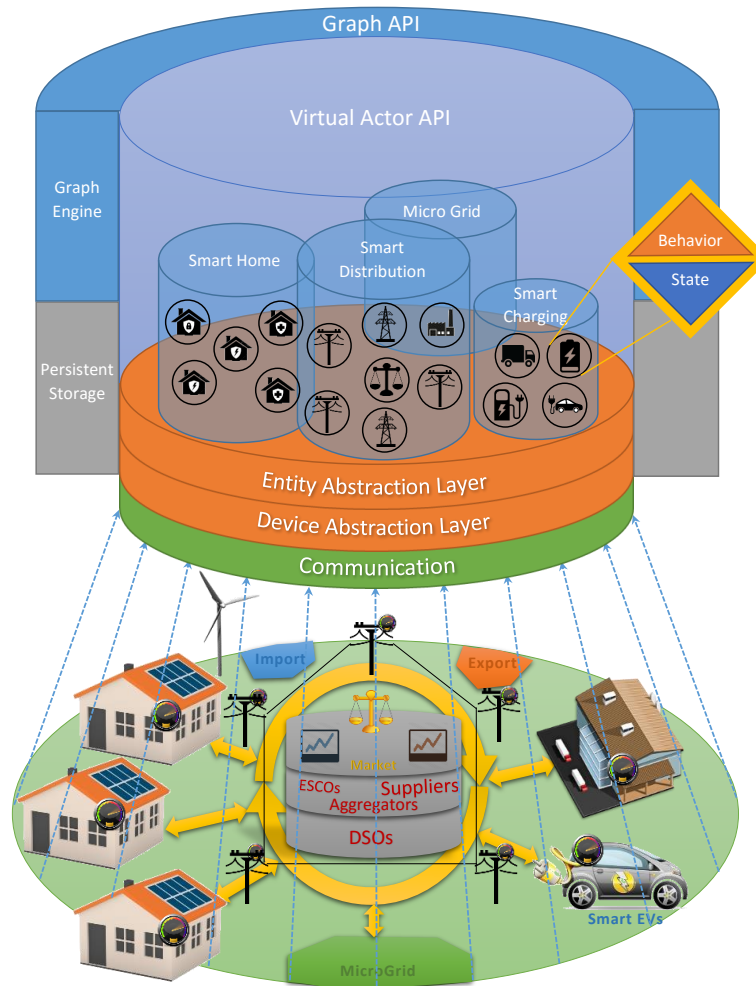 Graph API
Virtual Actor API
Graph
Engine
Micro Grid
Smart Home
Smart
Distribution
Behavior
State
Smart
Charging
Persistent
Storage
Entity Abstraction Layer
Device Abstraction Layer
Communication
Import
Export
Market
ESCOs
Suppliers
Aggregators
DSOs
Smart EVs
MicroGrid